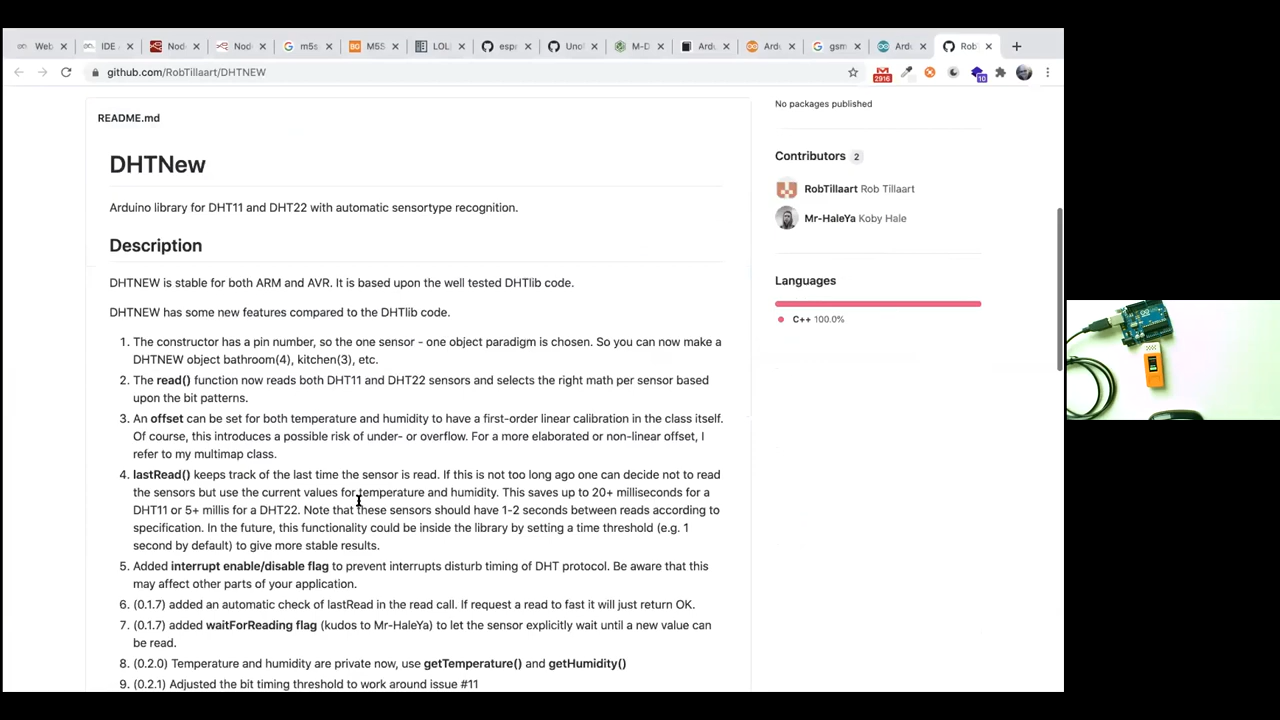 Web
IDE
Node
Node
m5s
M5S
LOL
espr
Uno
M-D
Ardu
Ardu
gsm
Ardu
Rob
github.com/RobTillaart/DHTNEW
2916
10
README.md
DHTNew
Arduino library for DHT11 and DHT22 with automatic sensortype recognition.
Description
DHTNEW is stable for both ARM and AVR. It is based upon the well tested DHTlib code.
DHTNEW has some new features compared to the DHTlib code.
1. The constructor has a pin number, so the one sensor - one object paradigm is chosen. So you can now make a
DHTNEW object bathroom(4), kitchen(3), etc.
2. The read() function now reads both DHT11 and DHT22 sensors and selects the right math per sensor based
upon the bit patterns.
3. An offset can be set for both temperature and humidity to have a first-order linear calibration in the class itself.
Of course, this introduces a possible risk of under- or overflow. For a more elaborated or non-linear offset, I
refer to my multimap class.
4. lastRead() keeps track of the last time the sensor is read. If this is not too long ago one can decide not to read
the sensors but use the current values for temperature and humidity. This saves up to 20+ milliseconds for a
DHT11 or 5+ millis for a DHT22. Note that these sensors should have 1-2 seconds between reads according to
specification. In the future, this functionality could be inside the library by setting a time threshold (e.g. 1
second by default) to give more stable results.
5. Added interrupt enable/disable flag to prevent interrupts disturb timing of DHT protocol. Be aware that this
may affect other parts of your application.
6. (0.1.7) added an automatic check of lastRead in the read call. If request a read to fast it will just return OK.
7. (0.1.7) added waitForReading flag (kudos to Mr-HaleYa) to let the sensor explicitly wait until a new value can
be read.
8. (0.2.0) Temperature and humidity are private now, use getTemperature() and getHumidity()
9. (0.2.1) Adjusted the bit timing threshold to work around issue #11
No packages published
Contributors 2
RobTillaart Rob Tillaart
Mr-HaleYa Koby Hale
Languages
C++ 100.0%